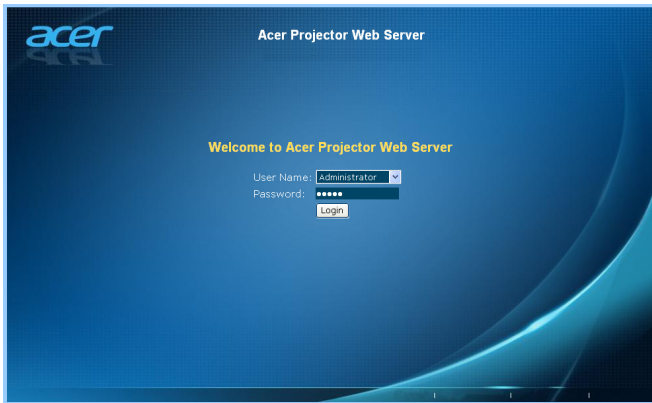 acer
Acer Projector Web Server
Welcome to Acer Projector Web Server
User Name: Administrator
Password: •••••
Login